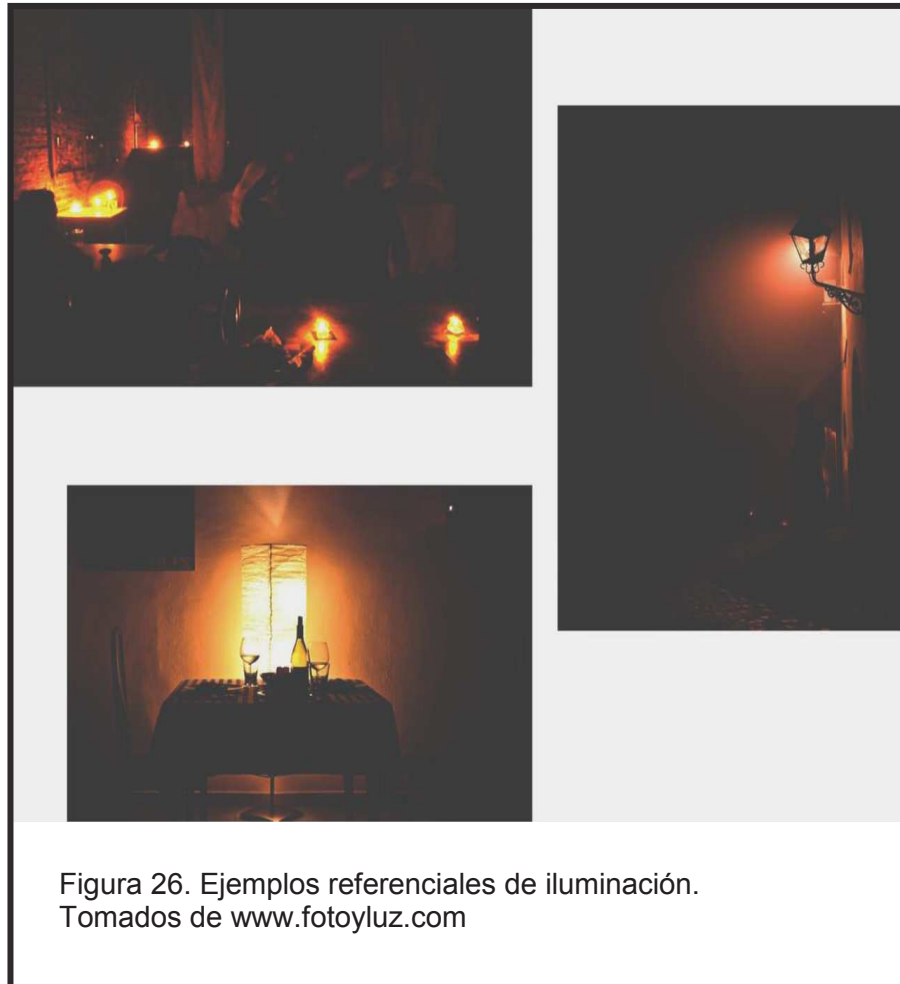 Figura 26. Ejemplos referenciales de iluminación.
Tomados de www.fotoyluz.com